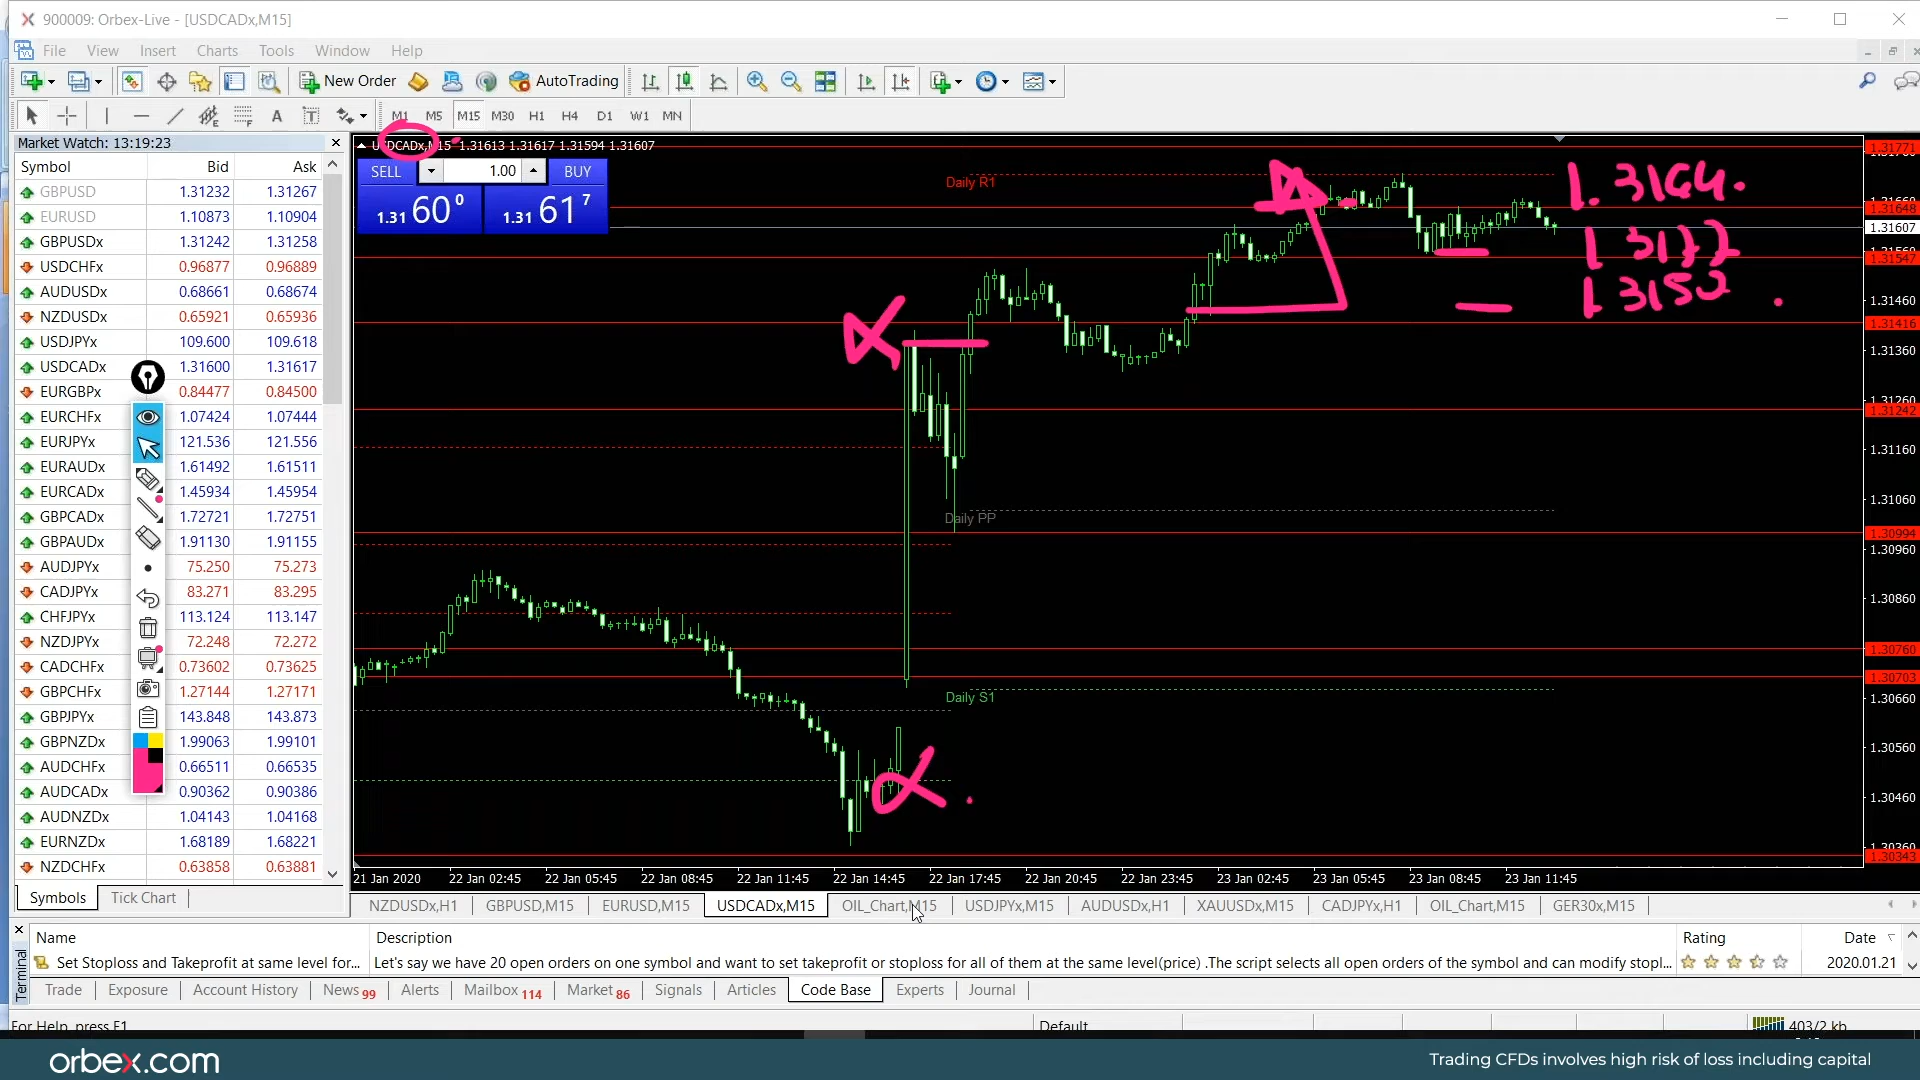 900009: Orbex-Live - [USDCADx,M15]
File View Insert Charts Tools Window Help
New Order AutoTrading
A T M1 M5 M15 M30 H1 H4 D1 W1 MN
Market Watch: 13:19:23
Symbol Bid Ask
GBPUSD 1.31232 1.31267
EURUSD 1.10873 1.10904
GBPUSDx 1.31242 1.31258
USDCHFx 0.96877 0.96889
AUDUSDx 0.68661 0.68674
NZDUSDx 0.65921 0.65936
USDJPYx 109.600 109.618
USDCADx 1.31600 1.31617
EURGBPx 0.84477 0.84500
EURCHFx 1.07424 1.07444
EURJPYx 121.536 121.556
EURAUDx 1.61492 1.61511
EURCADx 1.45934 1.45954
GBPCADx 1.72721 1.72751
GBPAUDx 1.91130 1.91155
AUDJPYx 75.250 75.273
CADJPYx 83.271 83.295
CHFJPYx 113.124 113.147
NZDJPYx 72.248 72.272
CADCHFx 0.73602 0.73625
GBPCHFx 1.27144 1.27171
GBPJPYx 143.848 143.873
GBPNZDx 1.99063 1.99101
AUDCHFx 0.66511 0.66535
AUDCADx 0.90362 0.90386
AUDNZDx 1.04143 1.04168
EURNZDx 1.68189 1.68221
NZDCHFx 0.63858 0.63881
Symbols Tick Chart
USDCADx,M15 1.31613 1.31617 1.31594 1.31607
SELL 1.00 BUY
1.31 60 0 1.31 61 7
Daily R1
Daily PP
Daily S1
1.3164.
1 3177
1.3152
1.31771
1.31648
1.31607
1.31547
1.31460
1.31416
1.31360
1.31242
1.31160
1.31060
1.30994
1.30960
1.30860
1.30760
1.30703
1.30660
1.30560
1.30460
1.30343
21 Jan 2020 22 Jan 02:45 22 Jan 05:45 22 Jan 08:45 22 Jan 11:45 22 Jan 14:45 22 Jan 17:45 22 Jan 20:45 22 Jan 23:45 23 Jan 02:45 23 Jan 05:45 23 Jan 08:45 23 Jan 11:45
NZDUSDx,H1 GBPUSD,M15 EURUSD,M15 USDCADx,M15 OIL_Chart,M15 USDJPYx,M15 AUDUSDx,H1 XAUUSDx,M15 CADJPYx,H1 OIL_Chart,M15 GER30x,M15
Name Description Rating Date
Set Stoploss and Takeprofit at same level for... Let's say we have 20 open orders on one symbol and want to set takeprofit or stoploss for all of them at the same level(price) .The script selects all open orders of the symbol and can modify stopl... 2020.01.21
Terminal
Trade Exposure Account History News 99 Alerts Mailbox 114 Market 86 Signals Articles Code Base Experts Journal
For Help, press F1 Default 403/2 kb
orbex.com Trading CFDs involves high risk of loss including capital